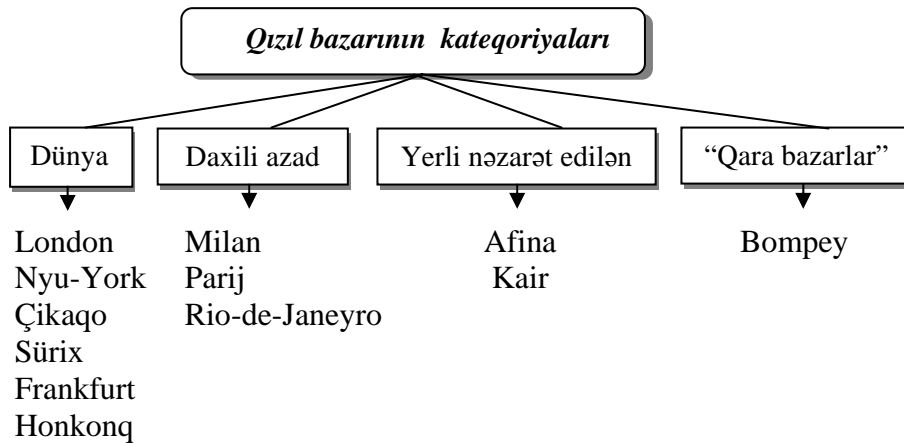 Qızıl bazarının kateqoriyaları
Dünya
Daxili azad
Yerli nəzarət edilən
“Qara bazarlar”
London
Nyu-York
Çikaqo
Sürix
Frankfurt
Honkonq
Milan
Parij
Rio-de-Janeyro
Afina
Kair
Bompey